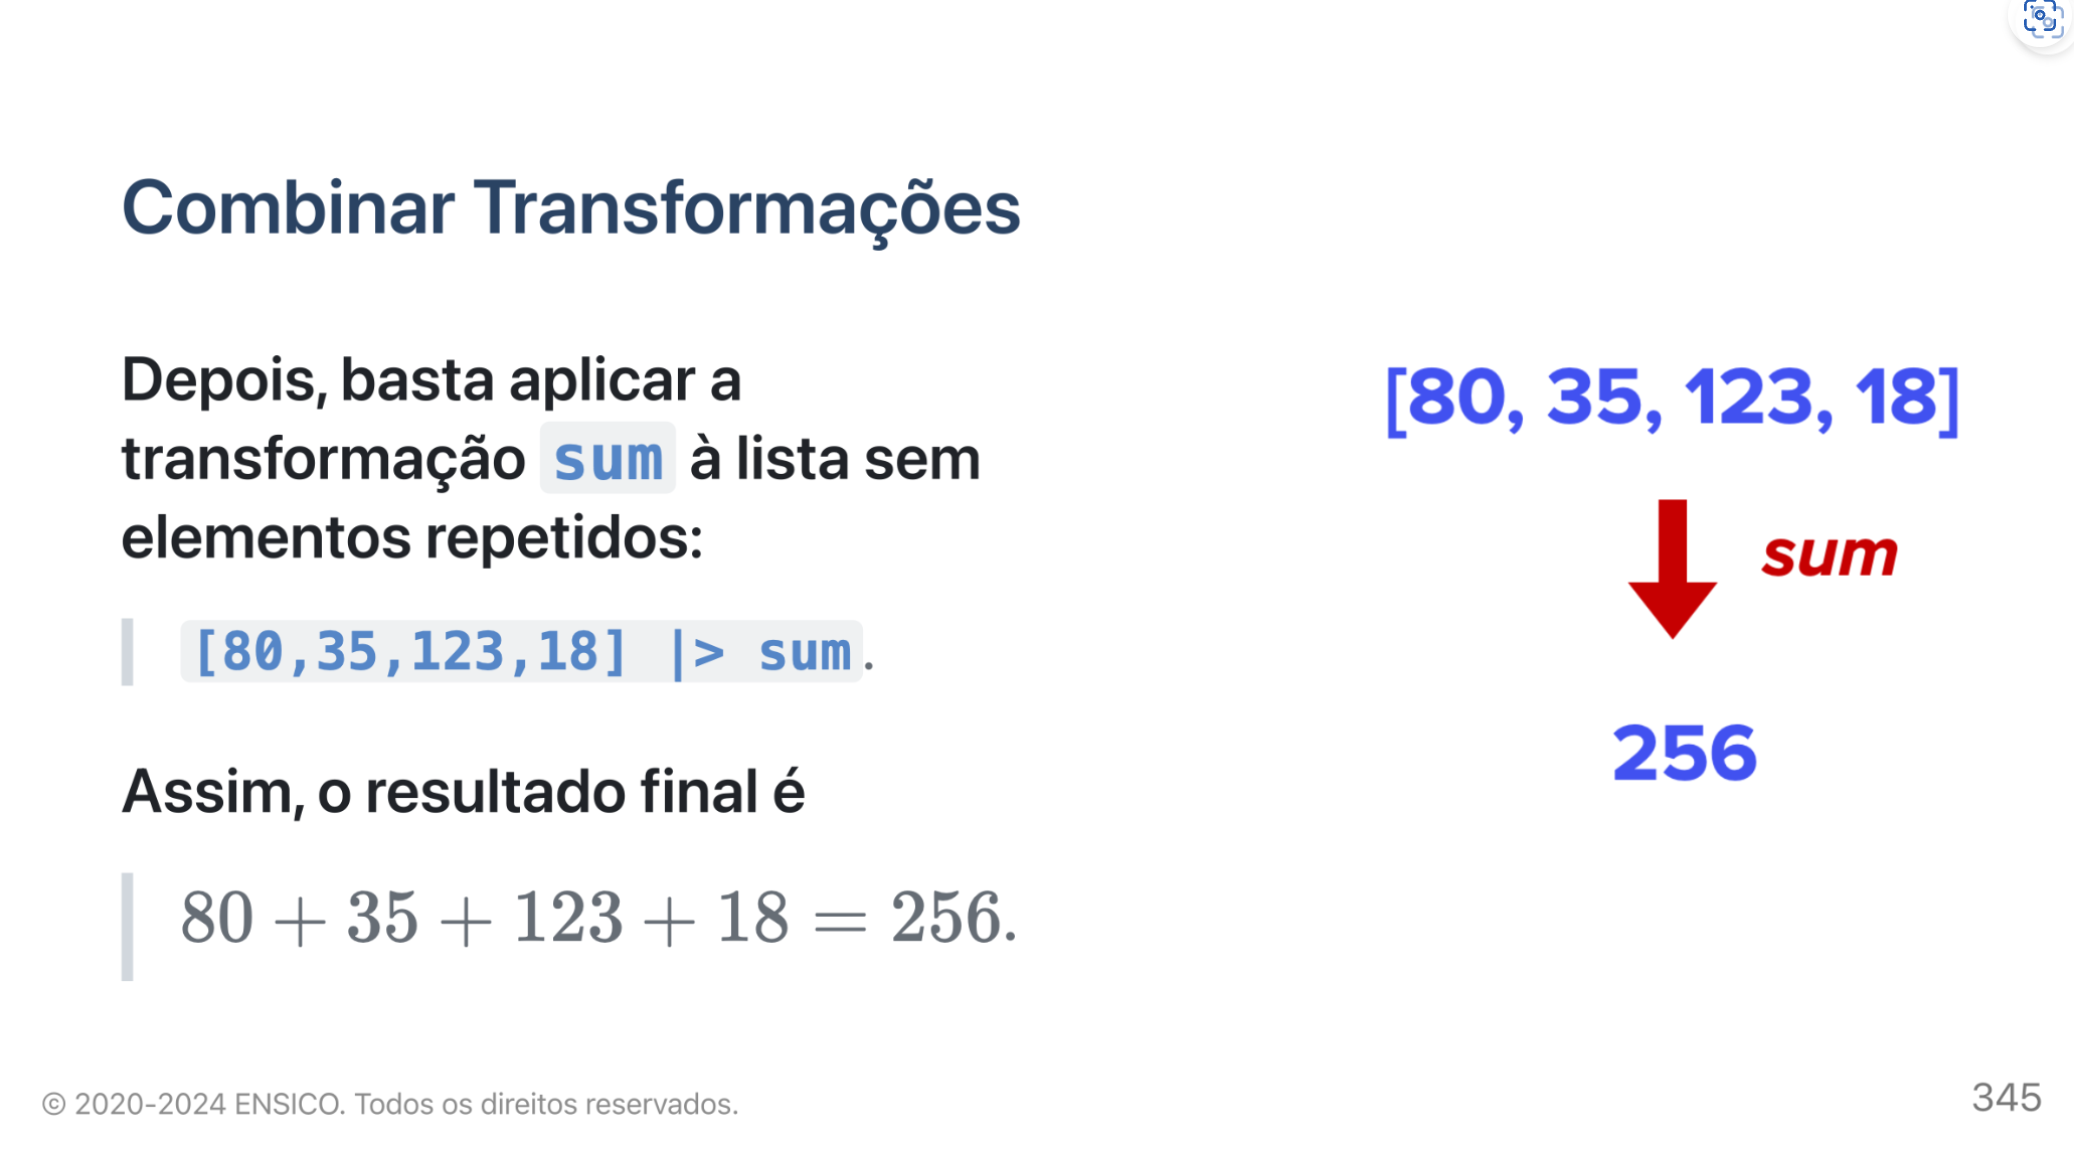 Combinar Transformações
Depois, basta aplicar a
transformação sum à lista sem
elementos repetidos:
[80,35,123,18] |> sum.
Assim, o resultado final é
80 + 35 + 123 + 18 = 256.
[80, 35, 123, 18]
sum
256
© 2020-2024 ENSICO. Todos os direitos reservados.
345